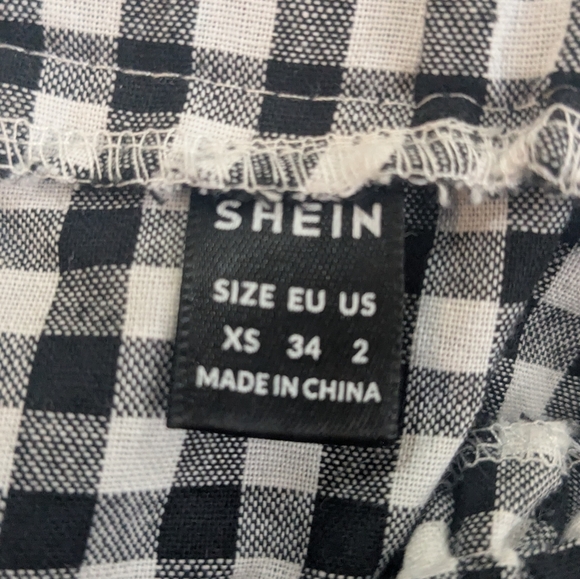 SHEIN
SIZE EU US
XS 34 2
MADE IN CHINA